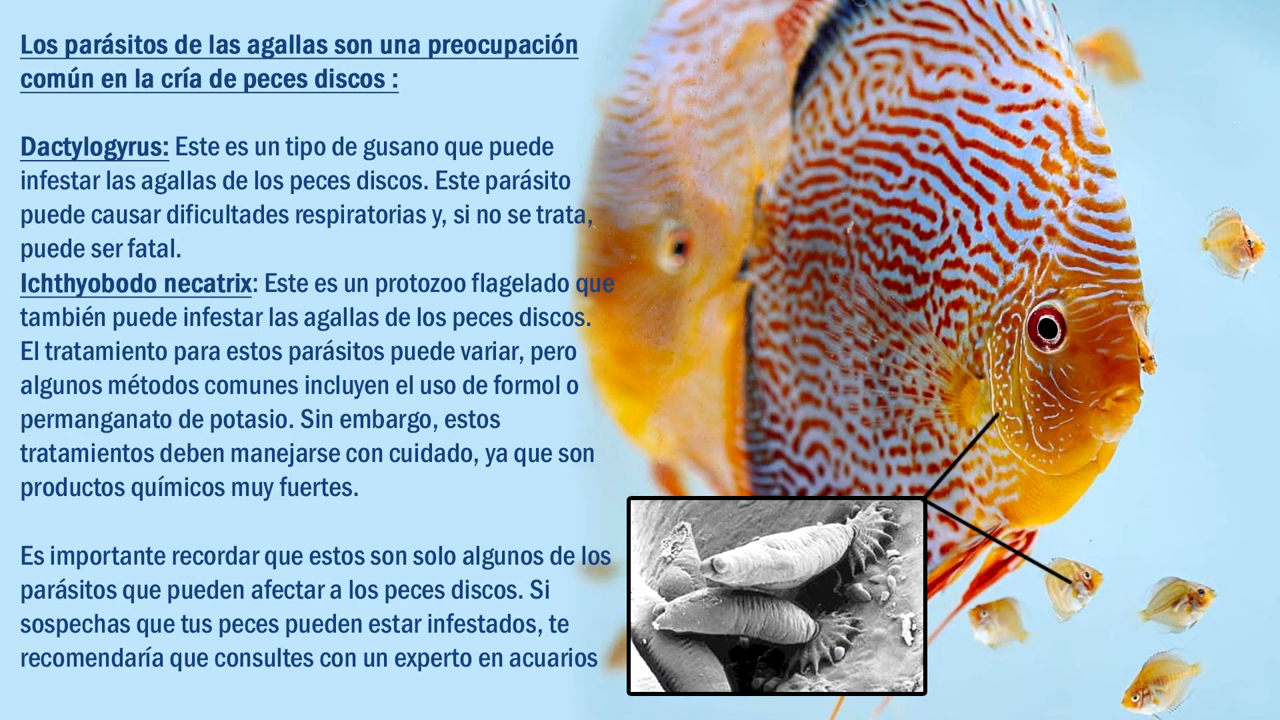 Los parásitos de las agallas son una preocupación
común en la cría de peces discos :
Dactylogyrus: Este es un tipo de gusano que puede
infestar las agallas de los peces discos. Este parásito
puede causar dificultades respiratorias y, si no se trata,
puede ser fatal.
Ichthyobodo necatrix: Este es un protozoo flagelado que
también puede infestar las agallas de los peces discos.
El tratamiento para estos parásitos puede variar, pero
algunos métodos comunes incluyen el uso de formol o
permanganato de potasio. Sin embargo, estos
tratamientos deben manejarse con cuidado, ya que son
productos químicos muy fuertes.
Es importante recordar que estos son solo algunos de los
parásitos que pueden afectar a los peces discos. Si
sospechas que tus peces pueden estar infestados, te
recomendaría que consultes con un experto en acuarios